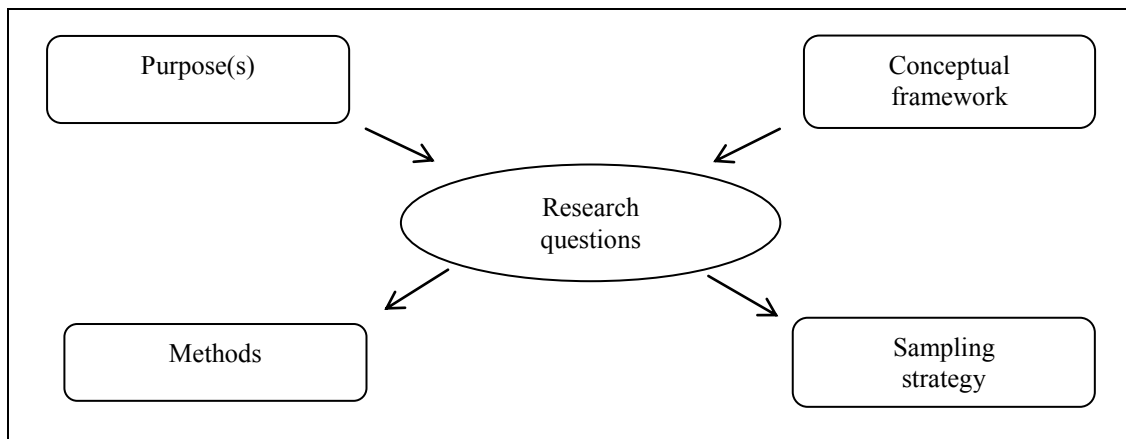 Purpose(s)
Conceptual
framework
Research
questions
Methods
Sampling
strategy